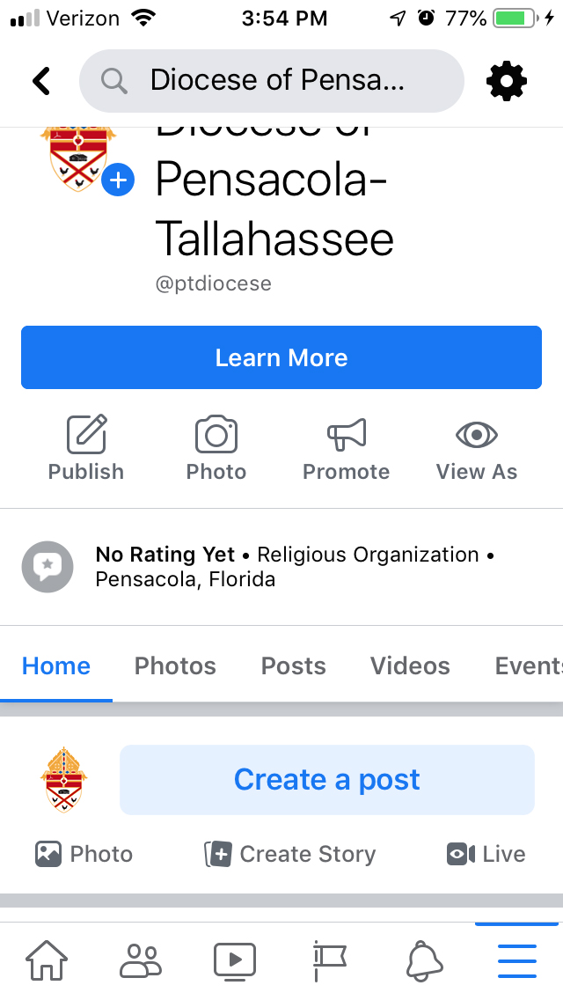 Verizon 3:54 PM 77%
Diocese of Pensa...
Diocese of
Pensacola-
Tallahassee
@ptdiocese
Learn More
Publish Photo Promote View As
No Rating Yet • Religious Organization •
Pensacola, Florida
Home Photos Posts Videos Events
Create a post
Photo Create Story Live